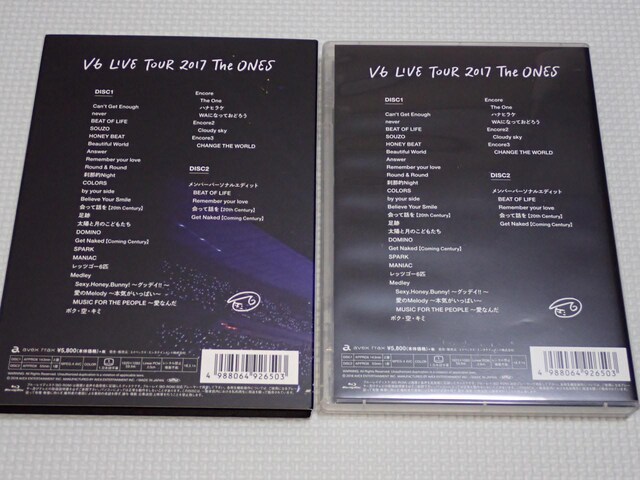 V6 LIVE TOUR 2017 The ONES
DISC1
Can't Get Enough
never
BEAT OF LIFE
SOUZO
HONEY BEAT
Beautiful World
Answer
Remember your love
Round & Round
刹那的Night
COLORS
by your side
Believe Your Smile
会って話を【20th Century】
足跡
太陽と月のこどもたち
DOMINO
Get Naked【Coming Century】
SPARK
MANIAC
レッツゴー6匹
Medley
Sexy.Honey.Bunny! ～グッデイ!! ～
愛のMelody ～本気がいっぱい～
MUSIC FOR THE PEOPLE ～愛なんだ
ボク・空・キミ
Encore
The One
ハナヒラケ
WAになっておどろう
Encore2
Cloudy sky
Encore3
CHANGE THE WORLD
DISC2
メンバーパーソナルエディット
BEAT OF LIFE
Remember your love
会って話を【20th Century】
Get Naked【Coming Century】
avex trax
¥5,800(本体価格)+税
4 988064 926503
Blu-ray
V6 LIVE TOUR 2017 The ONES
DISC1
Can't Get Enough
never
BEAT OF LIFE
SOUZO
HONEY BEAT
Beautiful World
Answer
Remember your love
Round & Round
刹那的Night
COLORS
by your side
Believe Your Smile
会って話を【20th Century】
足跡
太陽と月のこどもたち
DOMINO
Get Naked【Coming Century】
SPARK
MANIAC
レッツゴー6匹
Medley
Sexy.Honey.Bunny! ～グッデイ!! ～
愛のMelody ～本気がいっぱい～
MUSIC FOR THE PEOPLE ～愛なんだ
ボク・空・キミ
Encore
The One
ハナヒラケ
WAになっておどろう
Encore2
Cloudy sky
Encore3
CHANGE THE WORLD
DISC2
メンバーパーソナルエディット
BEAT OF LIFE
Remember your love
会って話を【20th Century】
Get Naked【Coming Century】
avex trax
¥5,800(本体価格)+税
4 988064 926503
Blu-ray